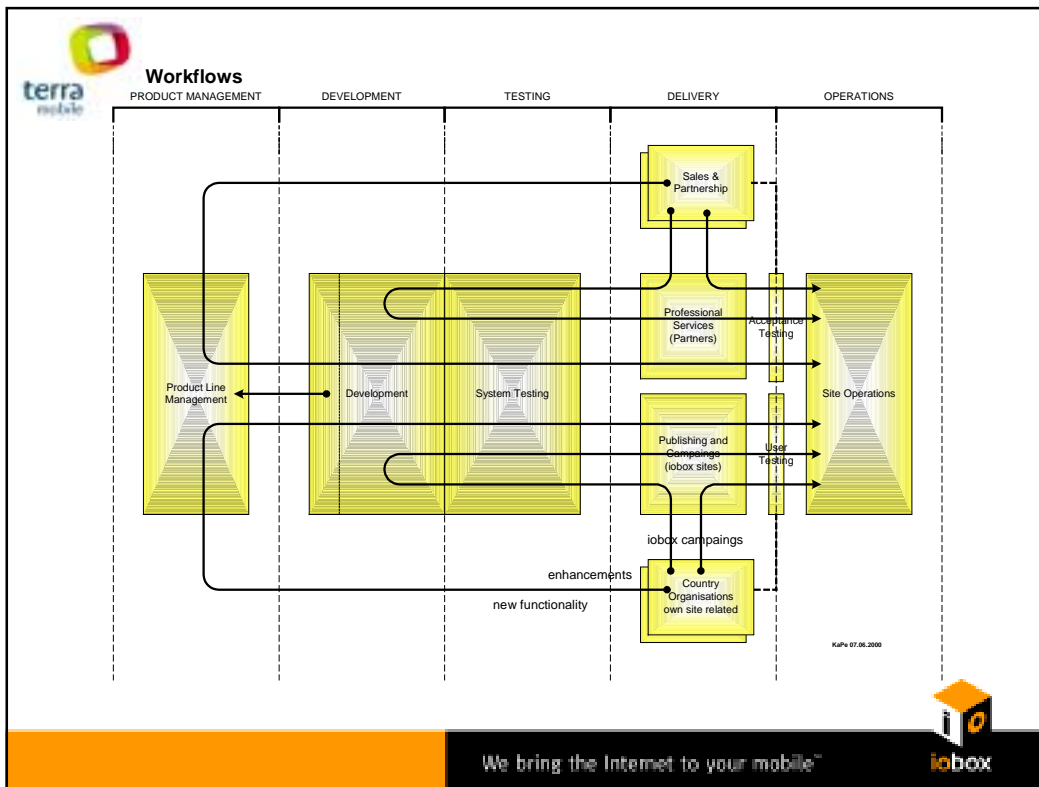 terra
mobile
Workflows
PRODUCT MANAGEMENT
DEVELOPMENT
TESTING
DELIVERY
OPERATIONS
Sales &
Partnership
Professional
Services
(Partners)
Acceptance
Testing
Product Line
Management
Development
System Testing
Site Operations
Publishing and
Campaings
(iobox sites)
User
Testing
iobox campaings
enhancements
new functionality
Country
Organisations
own site related
KaPe 07.06.2000
We bring the Internet to your mobile™
io
iobox